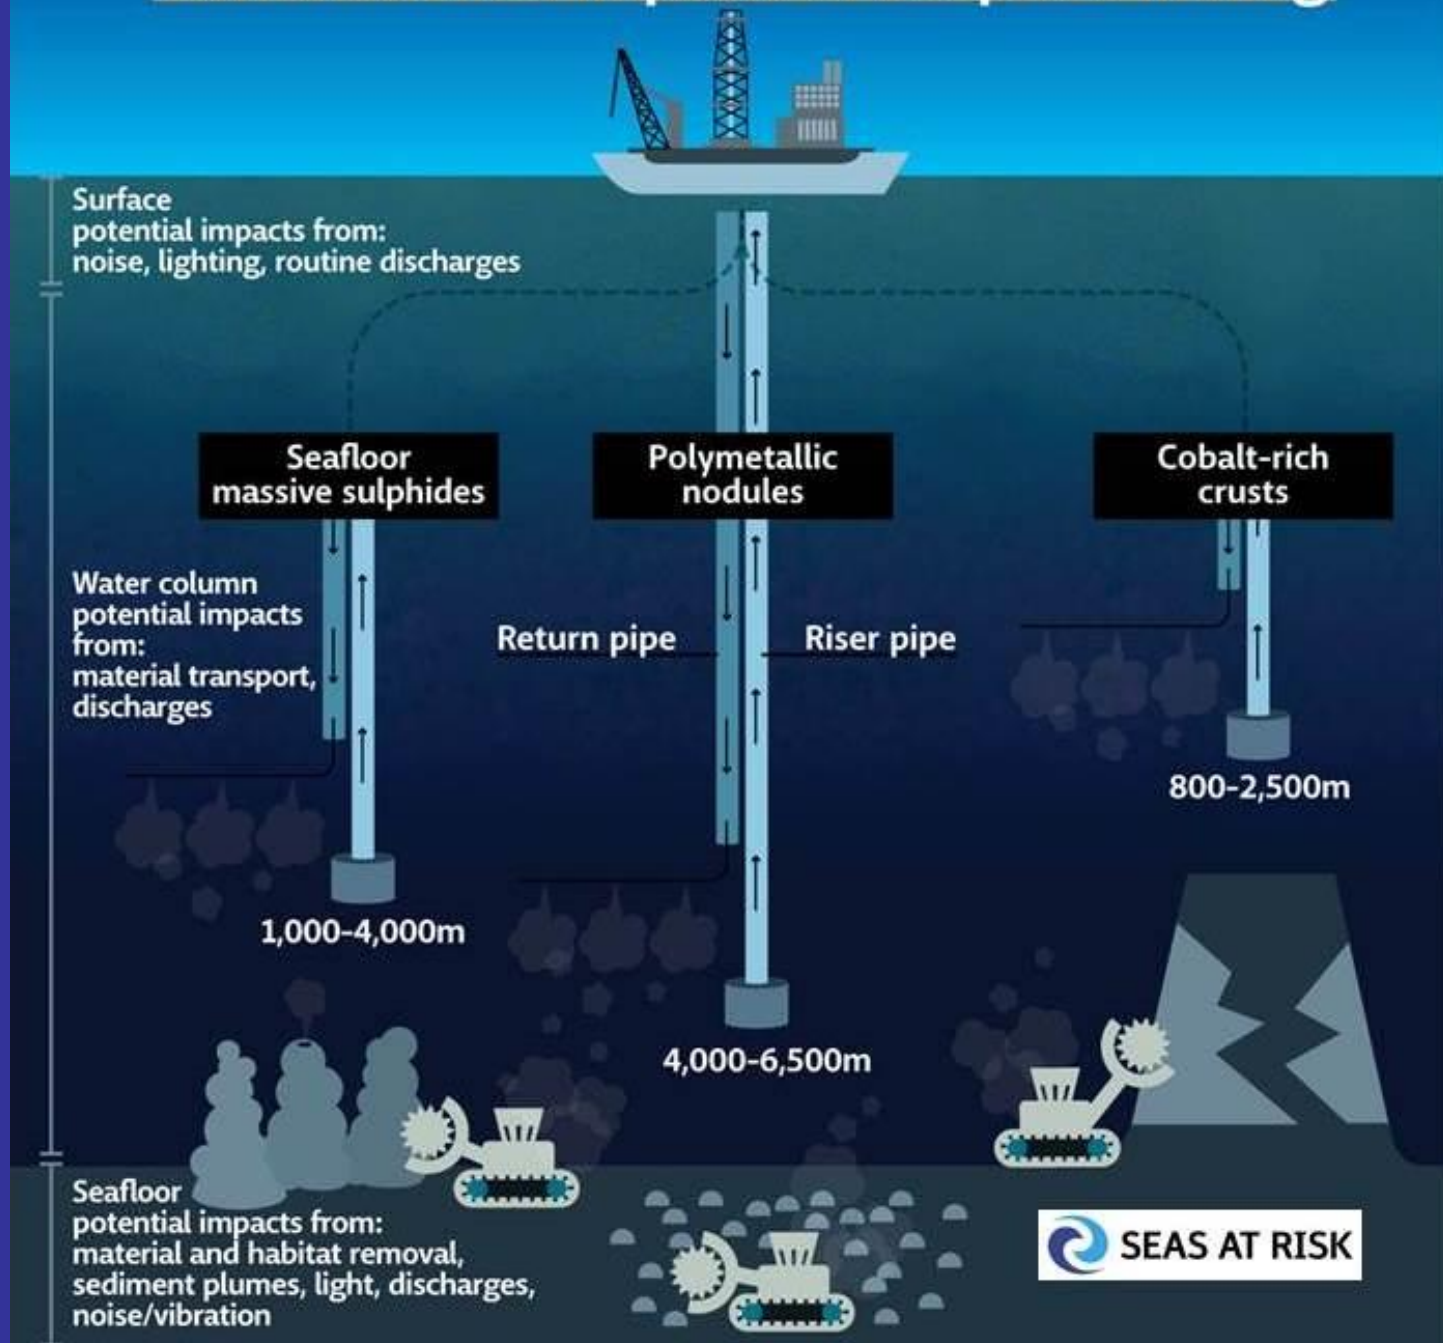 Surface
potential impacts from:
noise, lighting, routine discharges
Seafloor
massive sulphides
Polymetallic
nodules
Cobalt-rich
crusts
Water column
potential impacts
from:
material transport,
discharges
Return pipe
Riser pipe
800-2,500m
1,000-4,000m
4,000-6,500m
Seafloor
potential impacts from:
material and habitat removal,
sediment plumes, light, discharges,
noise/vibration
SEAS AT RISK